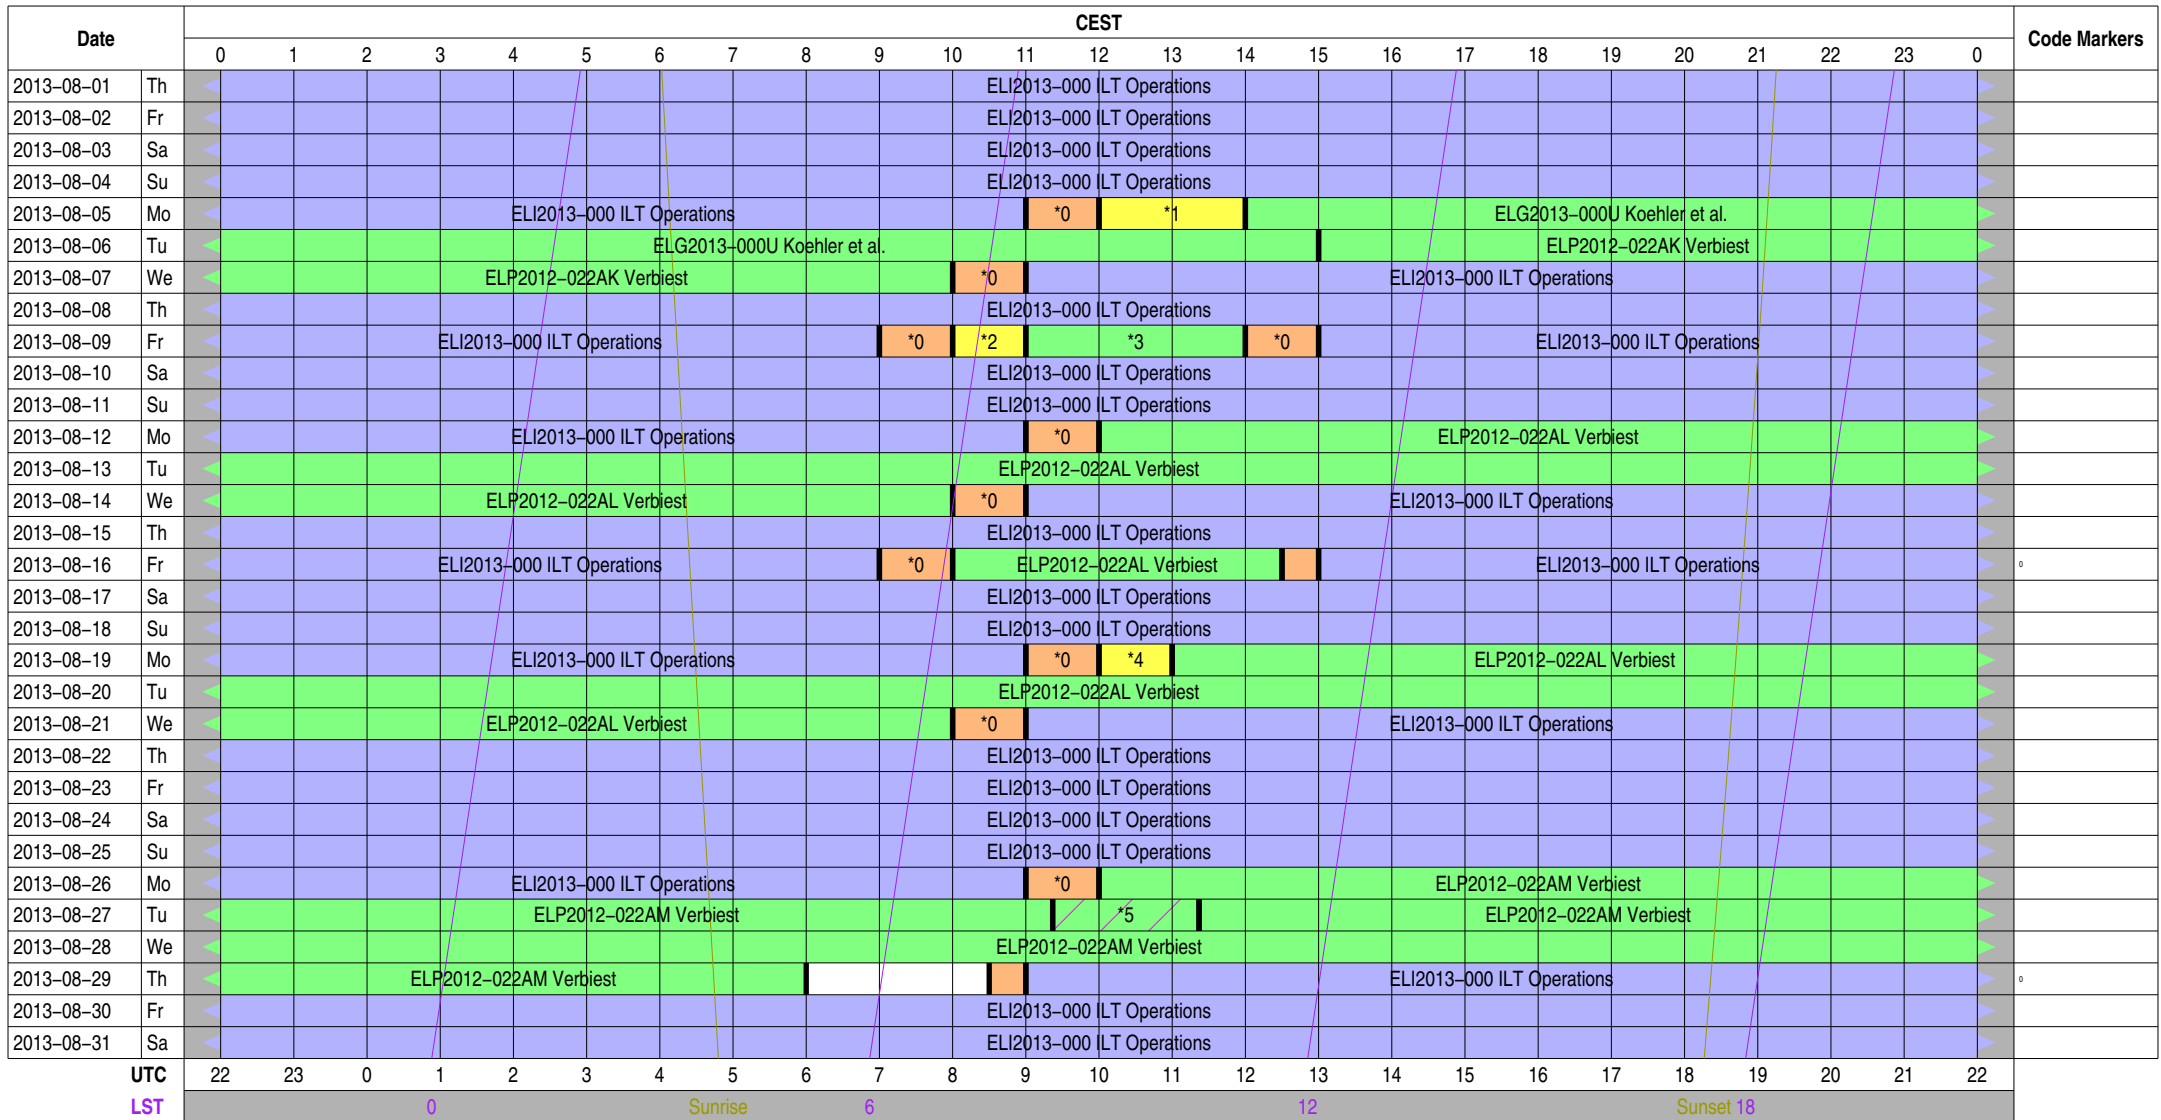 Date CEST Code Markers
0 1 2 3 4 5 6 7 8 9 10 11 12 13 14 15 16 17 18 19 20 21 22 23 0
2013–08–01 Th ELI2013–000 ILT Operations
2013–08–02 Fr ELI2013–000 ILT Operations
2013–08–03 Sa ELI2013–000 ILT Operations
2013–08–04 Su ELI2013–000 ILT Operations
2013–08–05 Mo ELI2013–000 ILT Operations *0 *1 ELG2013–000U Koehler et al.
2013–08–06 Tu ELG2013–000U Koehler et al. ELP2012–022AK Verbiest
2013–08–07 We ELP2012–022AK Verbiest *0 ELI2013–000 ILT Operations
2013–08–08 Th ELI2013–000 ILT Operations
2013–08–09 Fr ELI2013–000 ILT Operations *0 *2 *3 *0 ELI2013–000 ILT Operations
2013–08–10 Sa ELI2013–000 ILT Operations
2013–08–11 Su ELI2013–000 ILT Operations
2013–08–12 Mo ELI2013–000 ILT Operations *0 ELP2012–022AL Verbiest
2013–08–13 Tu ELP2012–022AL Verbiest
2013–08–14 We ELP2012–022AL Verbiest *0 ELI2013–000 ILT Operations
2013–08–15 Th ELI2013–000 ILT Operations
2013–08–16 Fr ELI2013–000 ILT Operations *0 ELP2012–022AL Verbiest ELI2013–000 ILT Operations 0
2013–08–17 Sa ELI2013–000 ILT Operations
2013–08–18 Su ELI2013–000 ILT Operations
2013–08–19 Mo ELI2013–000 ILT Operations *0 *4 ELP2012–022AL Verbiest
2013–08–20 Tu ELP2012–022AL Verbiest
2013–08–21 We ELP2012–022AL Verbiest *0 ELI2013–000 ILT Operations
2013–08–22 Th ELI2013–000 ILT Operations
2013–08–23 Fr ELI2013–000 ILT Operations
2013–08–24 Sa ELI2013–000 ILT Operations
2013–08–25 Su ELI2013–000 ILT Operations
2013–08–26 Mo ELI2013–000 ILT Operations *0 ELP2012–022AM Verbiest
2013–08–27 Tu ELP2012–022AM Verbiest *5 ELP2012–022AM Verbiest
2013–08–28 We ELP2012–022AM Verbiest
2013–08–29 Th ELP2012–022AM Verbiest ELI2013–000 ILT Operations 0
2013–08–30 Fr ELI2013–000 ILT Operations
2013–08–31 Sa ELI2013–000 ILT Operations
UTC 22 23 0 1 2 3 4 5 6 7 8 9 10 11 12 13 14 15 16 17 18 19 20 21 22
LST 0 Sunrise 6 12 Sunset 18